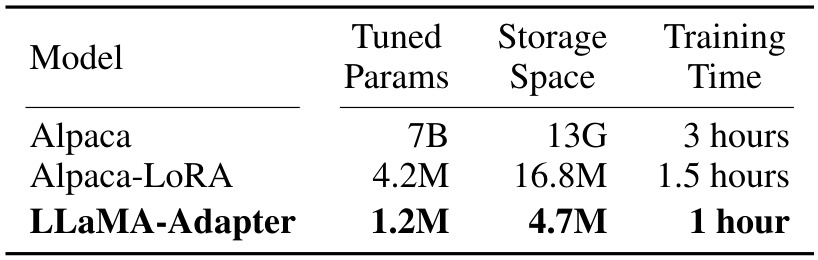 Model Tuned Params Storage Space Training Time
Alpaca 7B 13G 3 hours
Alpaca-LoRA 4.2M 16.8M 1.5 hours
LLaMA-Adapter 1.2M 4.7M 1 hour